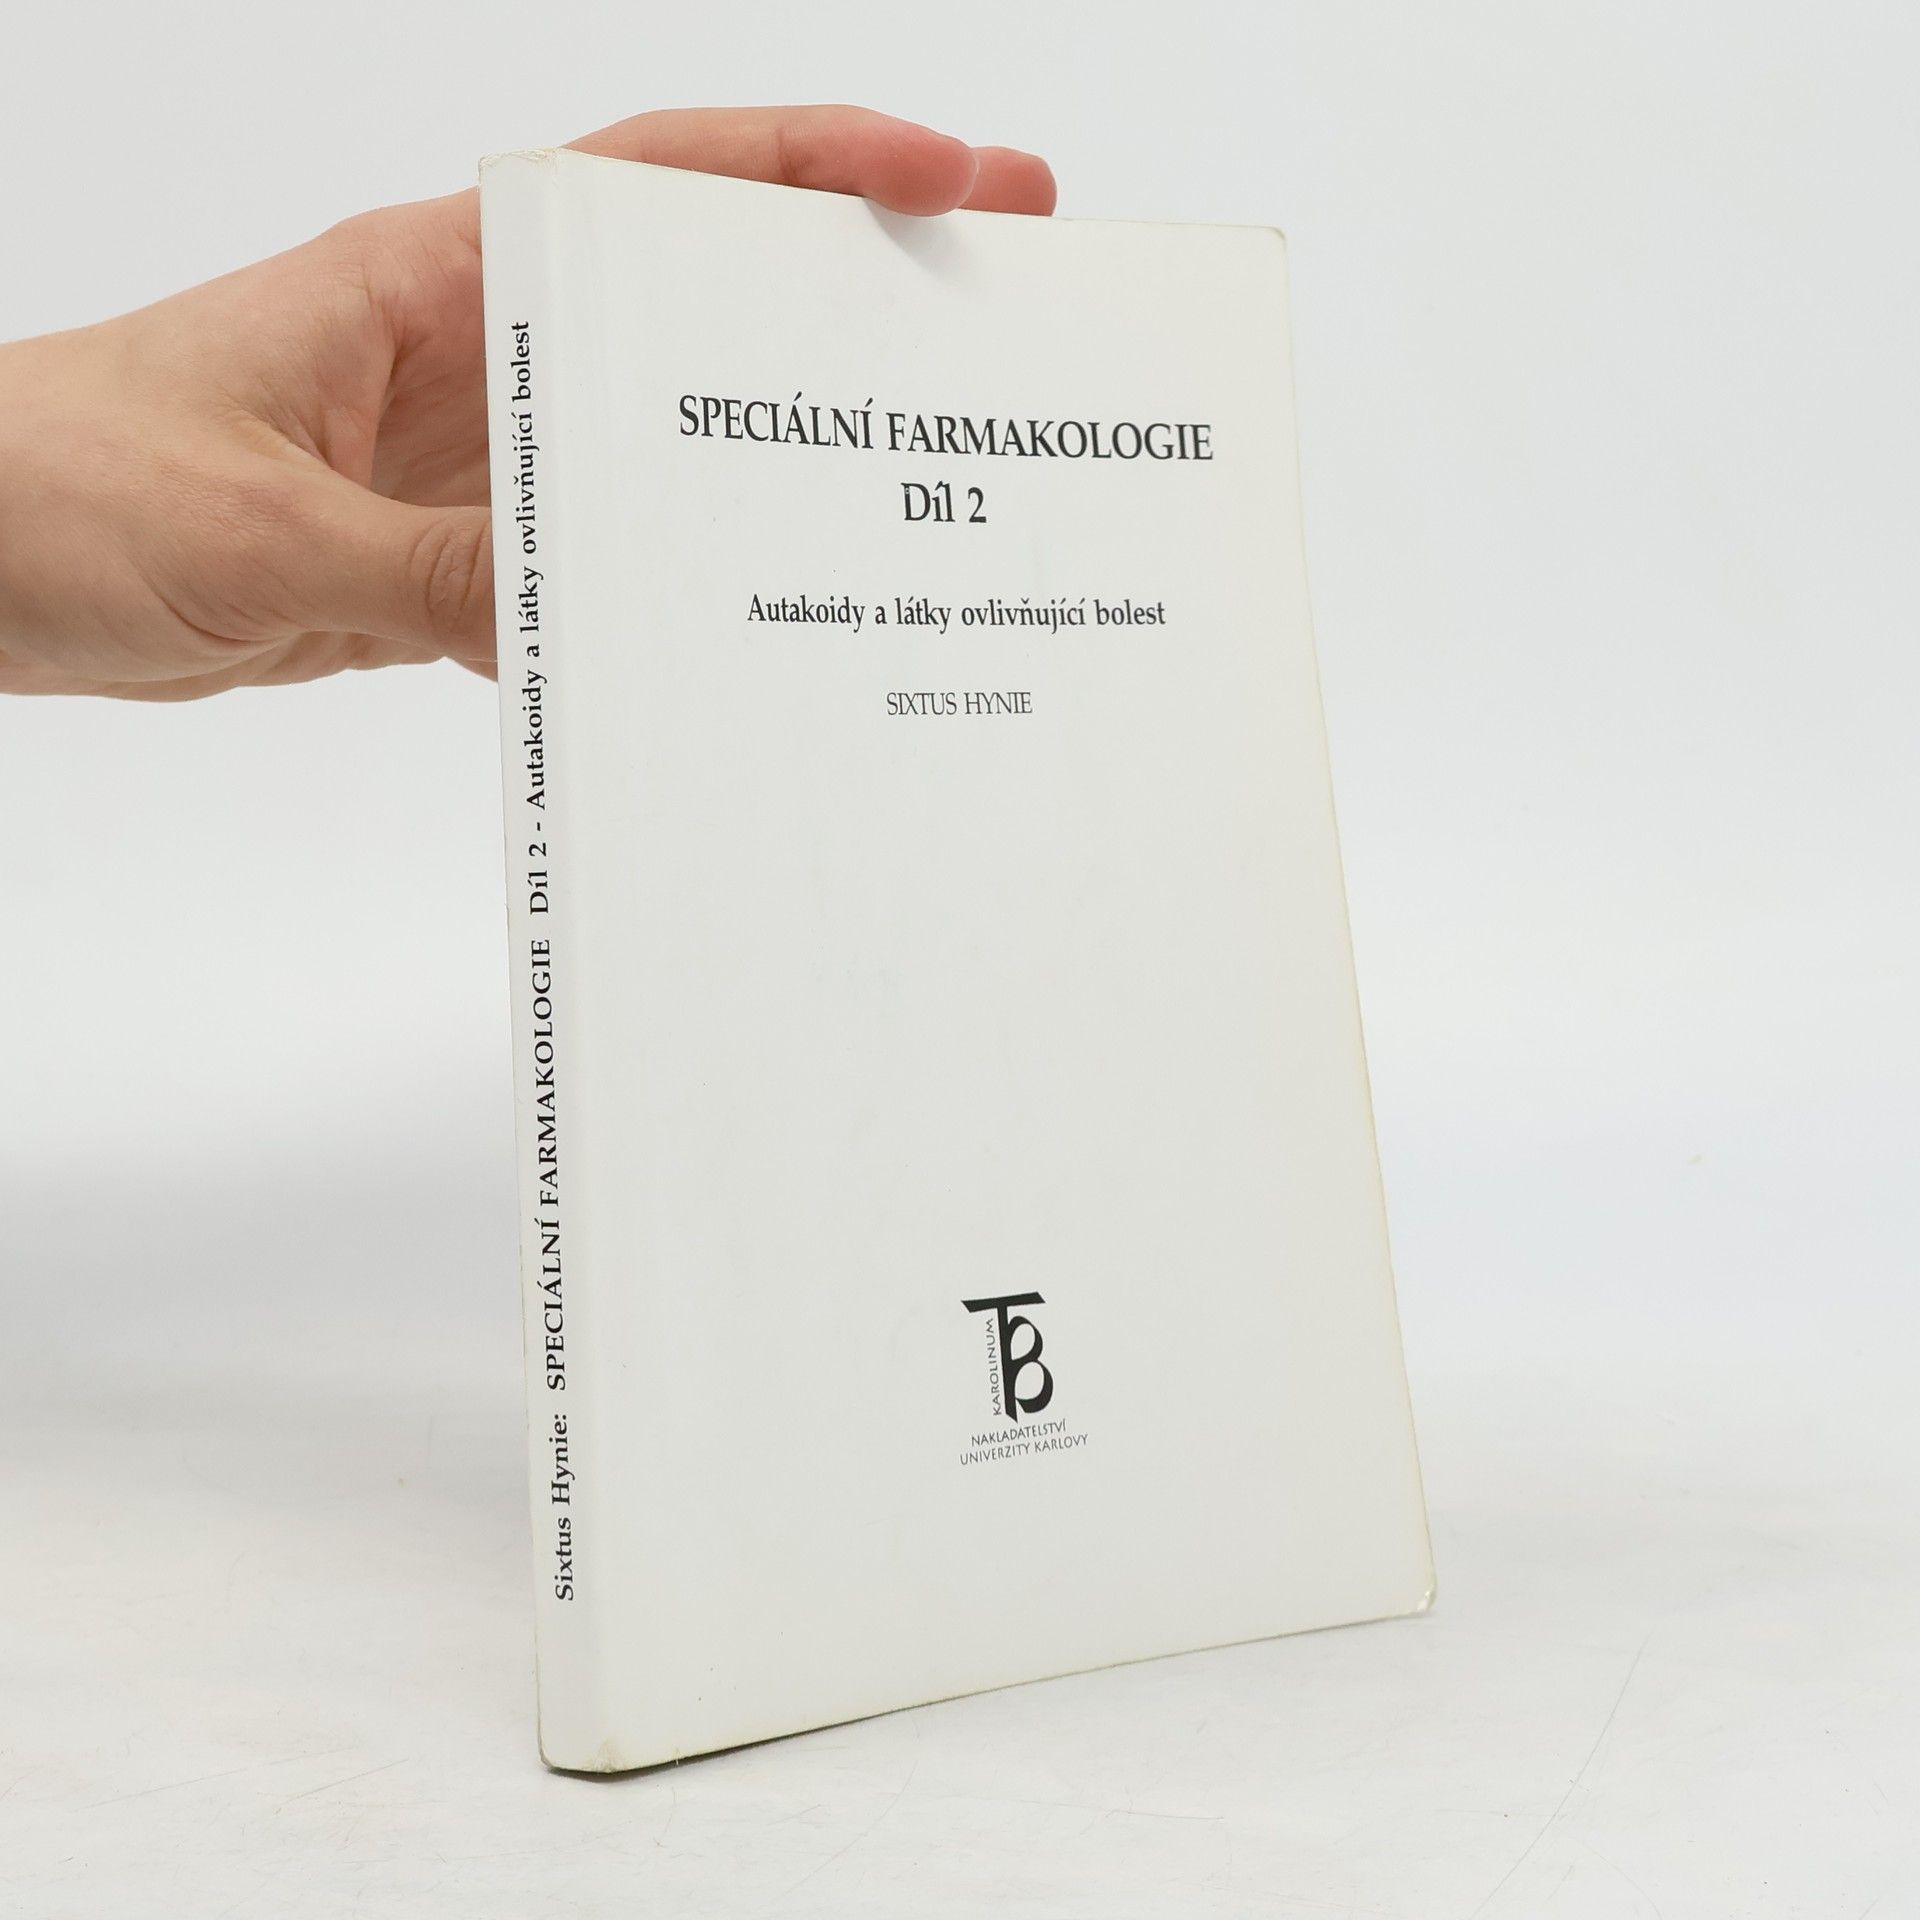 Sixtus Hynie: SPECIÁLNÍ FARMAKOLOGIE Díl 2 - Autakoidy a látky ovlivňující bolest
SPECIÁLNÍ FARMAKOLOGIE
Díl 2
Autakoidy a látky ovlivňující bolest
SIXTUS HYNIE
KAROLINUM
NAKLADATELSTVÍ
UNIVERZITY KARLOVY